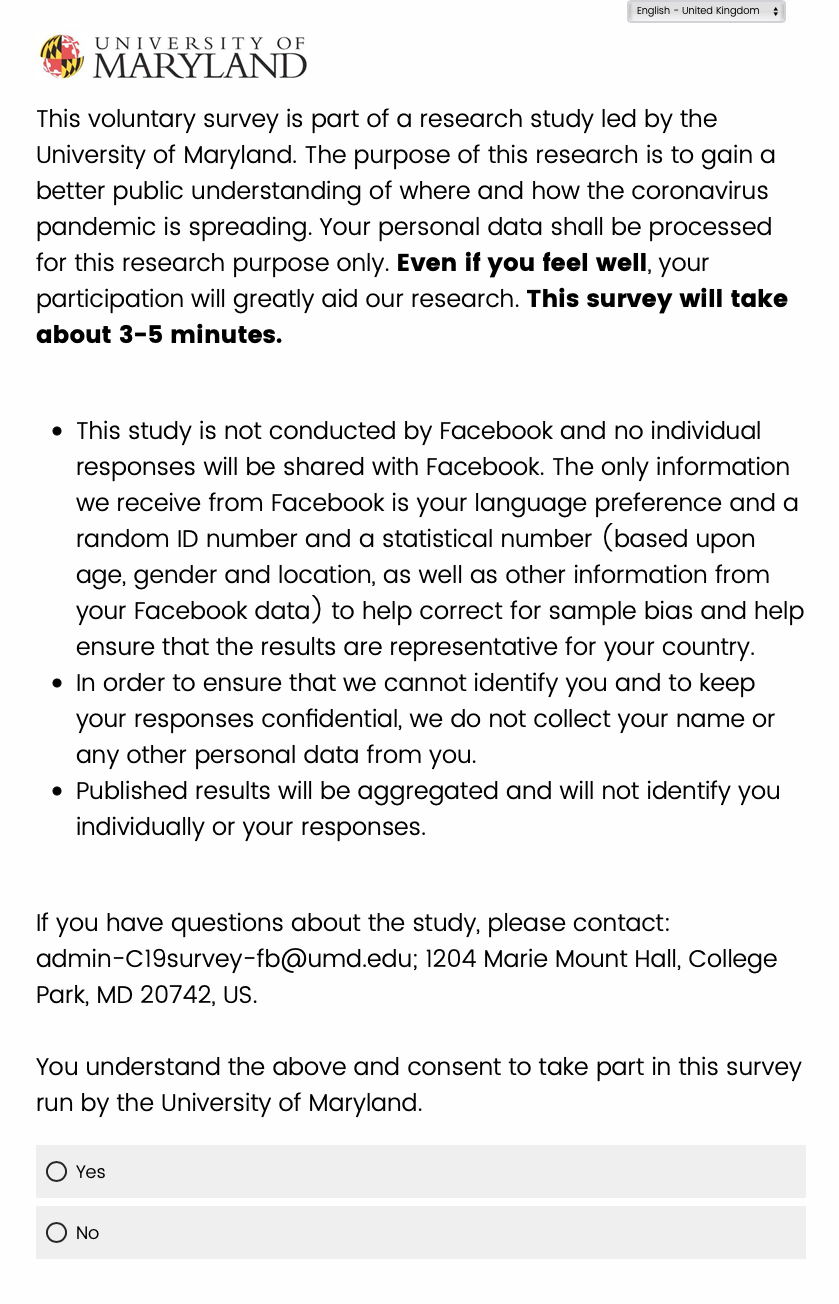 English - United Kingdom
UNIVERSITY OF
MARYLAND
This voluntary survey is part of a research study led by the
University of Maryland. The purpose of this research is to gain a
better public understanding of where and how the coronavirus
pandemic is spreading. Your personal data shall be processed
for this research purpose only. Even if you feel well, your
participation will greatly aid our research. This survey will take
about 3-5 minutes.
• This study is not conducted by Facebook and no individual
responses will be shared with Facebook. The only information
we receive from Facebook is your language preference and a
random ID number and a statistical number (based upon
age, gender and location, as well as other information from
your Facebook data) to help correct for sample bias and help
ensure that the results are representative for your country.
• In order to ensure that we cannot identify you and to keep
your responses confidential, we do not collect your name or
any other personal data from you.
• Published results will be aggregated and will not identify you
individually or your responses.
If you have questions about the study, please contact:
admin-C19survey-fb@umd.edu; 1204 Marie Mount Hall, College
Park, MD 20742, US.
You understand the above and consent to take part in this survey
run by the University of Maryland.
Yes
No